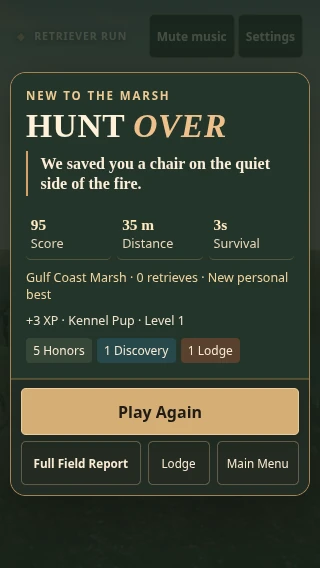 RETRIEVER RUN
Mute music
Settings
NEW TO THE MARSH
HUNT OVER
We saved you a chair on the quiet
side of the fire.
95
Score
35 m
Distance
3s
Survival
Gulf Coast Marsh · 0 retrieves · New personal
best
+3 XP · Kennel Pup · Level 1
5 Honors
1 Discovery
1 Lodge
Play Again
Full Field Report
Lodge
Main Menu